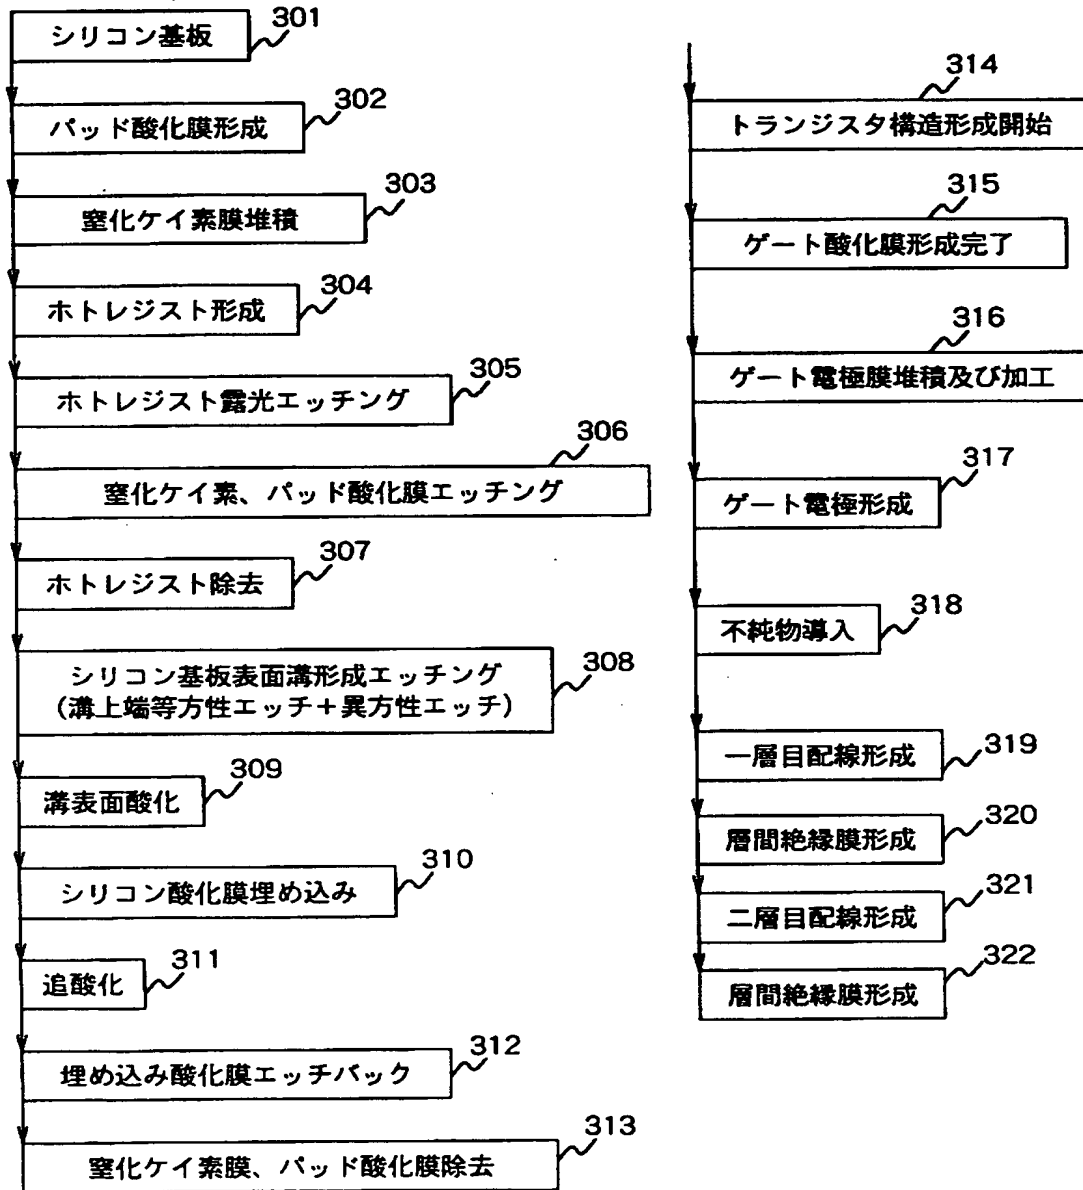 301
シリコン基板
302
パッド酸化膜形成
303
窒化ケイ素膜堆積
304
ホトレジスト形成
305
ホトレジスト露光エッチング
306
窒化ケイ素、パッド酸化膜エッチング
307
ホトレジスト除去
308
シリコン基板表面溝形成エッチング
(溝上端等方性エッチ+異方性エッチ)
309
溝表面酸化
310
シリコン酸化膜埋め込み
311
追酸化
312
埋め込み酸化膜エッチバック
313
窒化ケイ素膜、パッド酸化膜除去
314
トランジスタ構造形成開始
315
ゲート酸化膜形成完了
316
ゲート電極膜堆積及び加工
317
ゲート電極形成
318
不純物導入
319
一層目配線形成
320
層間絶縁膜形成
321
二層目配線形成
322
層間絶縁膜形成